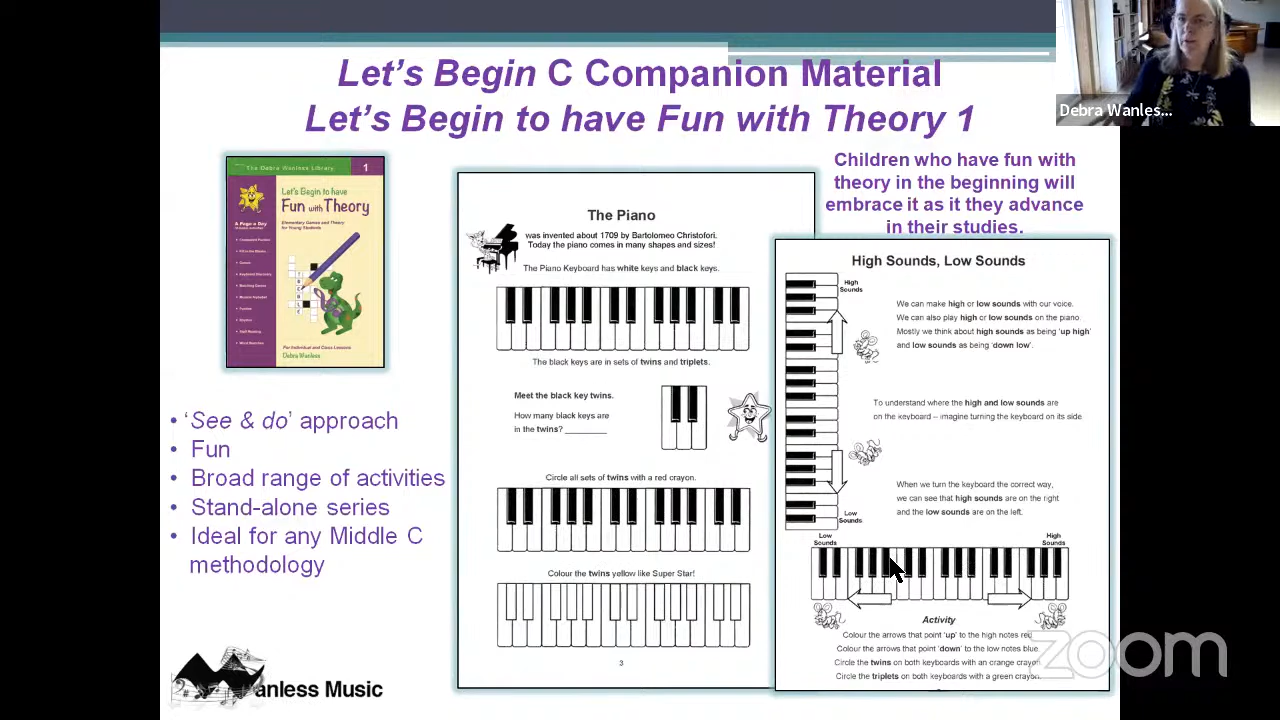 Let's Begin C Companion Material
Let's Begin to have Fun with Theory 1
Debra Wanles...
Children who have fun with
theory in the beginning will
embrace it as it they advance
in their studies.
The Debra Wanless Library 1
Let's Begin to have
Fun with Theory
Elementary Games and Theory
for Young Students
A Page a Day
For Individual and Class Lessons
Debra Wanless
• 'See & do' approach
• Fun
• Broad range of activities
• Stand-alone series
• Ideal for any Middle C
methodology
anless Music
The Piano
was invented about 1709 by Bartolomeo Christofori.
Today the piano comes in many shapes and sizes!
The Piano Keyboard has white keys and black keys.
The black keys are in sets of twins and triplets.
Meet the black key twins.
How many black keys are
in the twins? ________
Circle all sets of twins with a red crayon.
Colour the twins yellow like Super Star!
3
High Sounds, Low Sounds
High
Sounds
We can make high or low sounds with our voice.
We can also play high or low sounds on the piano.
Mostly we think about high sounds as being 'up high'
and low sounds as being 'down low'.
To understand where the high and low sounds are
on the keyboard – imagine turning the keyboard on its side
When we turn the keyboard the correct way,
we can see that high sounds are on the right
and the low sounds are on the left.
Low
Sounds
Low
Sounds
High
Sounds
Activity
Colour the arrows that point 'up' to the high notes red
Colour the arrows that point 'down' to the low notes blue.
Circle the twins on both keyboards with an orange crayon
Circle the triplets on both keyboards with a green crayon.
zoom